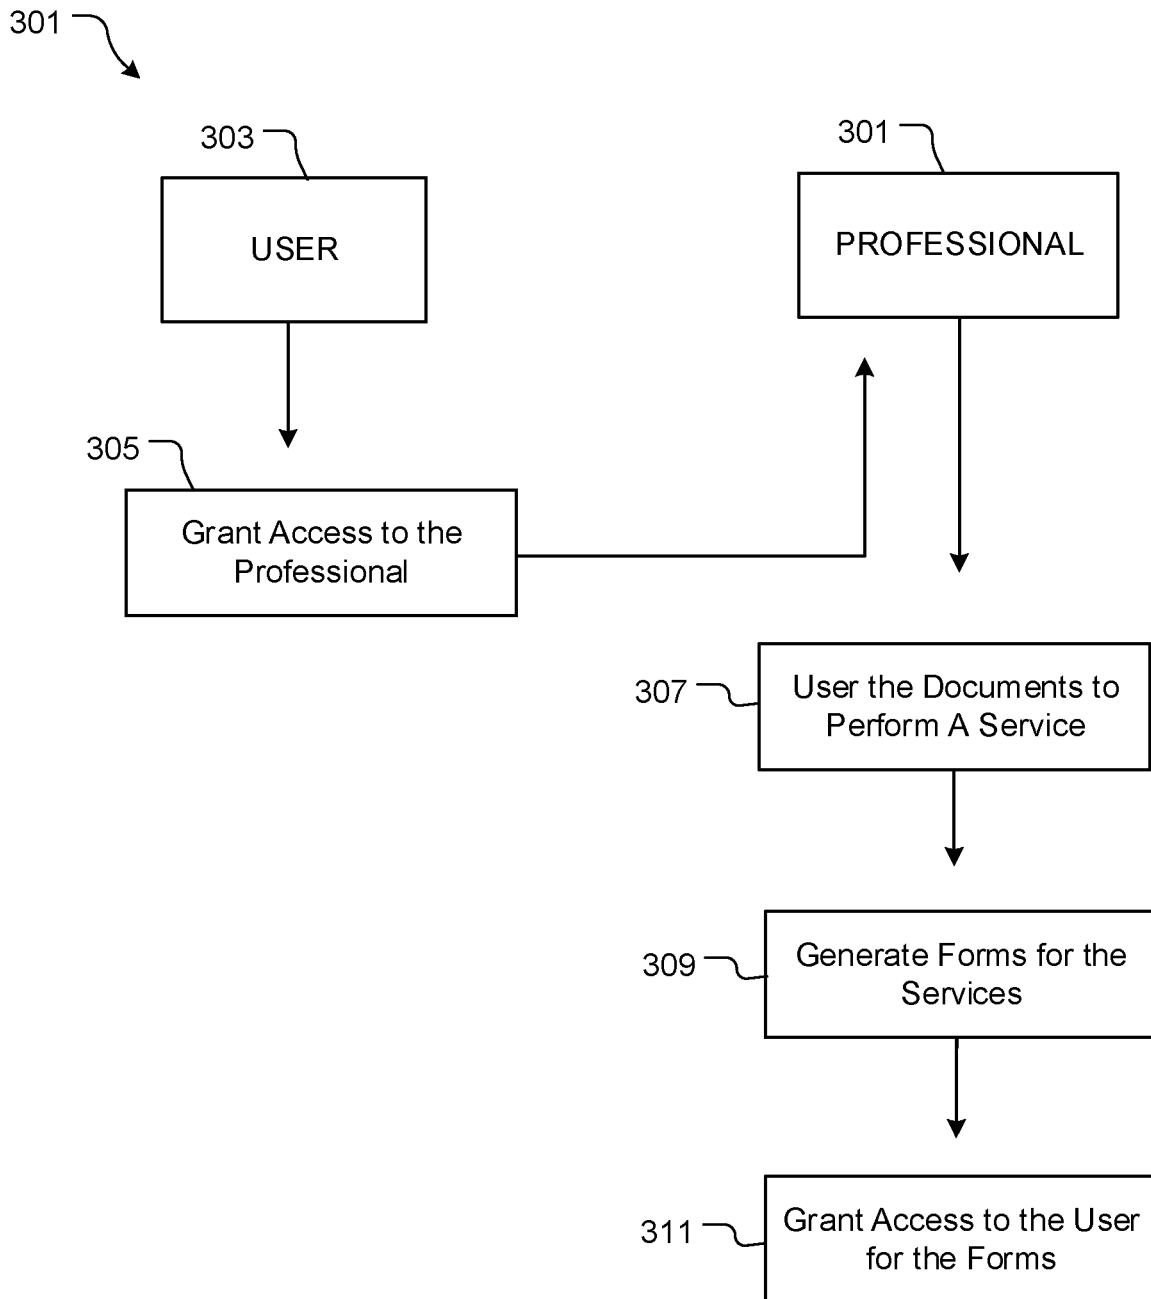 301
303
USER
301
PROFESSIONAL
305
Grant Access to the
Professional
307
User the Documents to
Perform A Service
309
Generate Forms for the
Services
311
Grant Access to the User
for the Forms